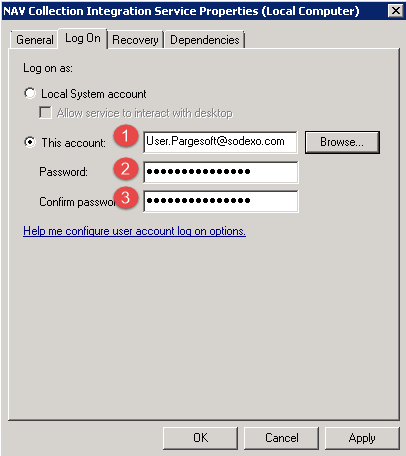 NAV Collection Integration Service Properties (Local Computer)
General Log On Recovery Dependencies
Log on as:
Local System account
Allow service to interact with desktop
This account: 1 User.Pargesoft@sodexo.com Browse...
Password: 2 •••••••••••••••
Confirm passwor 3 •••••••••••••••
Help me configure user account log on options.
OK Cancel Apply